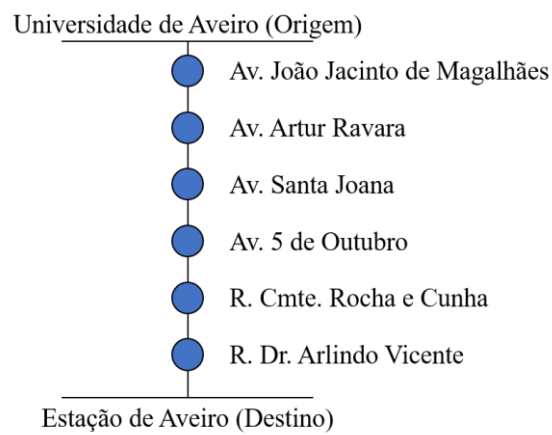 Universidade de Aveiro (Origem)
Av. João Jacinto de Magalhães
Av. Artur Ravara
Av. Santa Joana
Av. 5 de Outubro
R. Cmte. Rocha e Cunha
R. Dr. Arlindo Vicente
Estação de Aveiro (Destino)